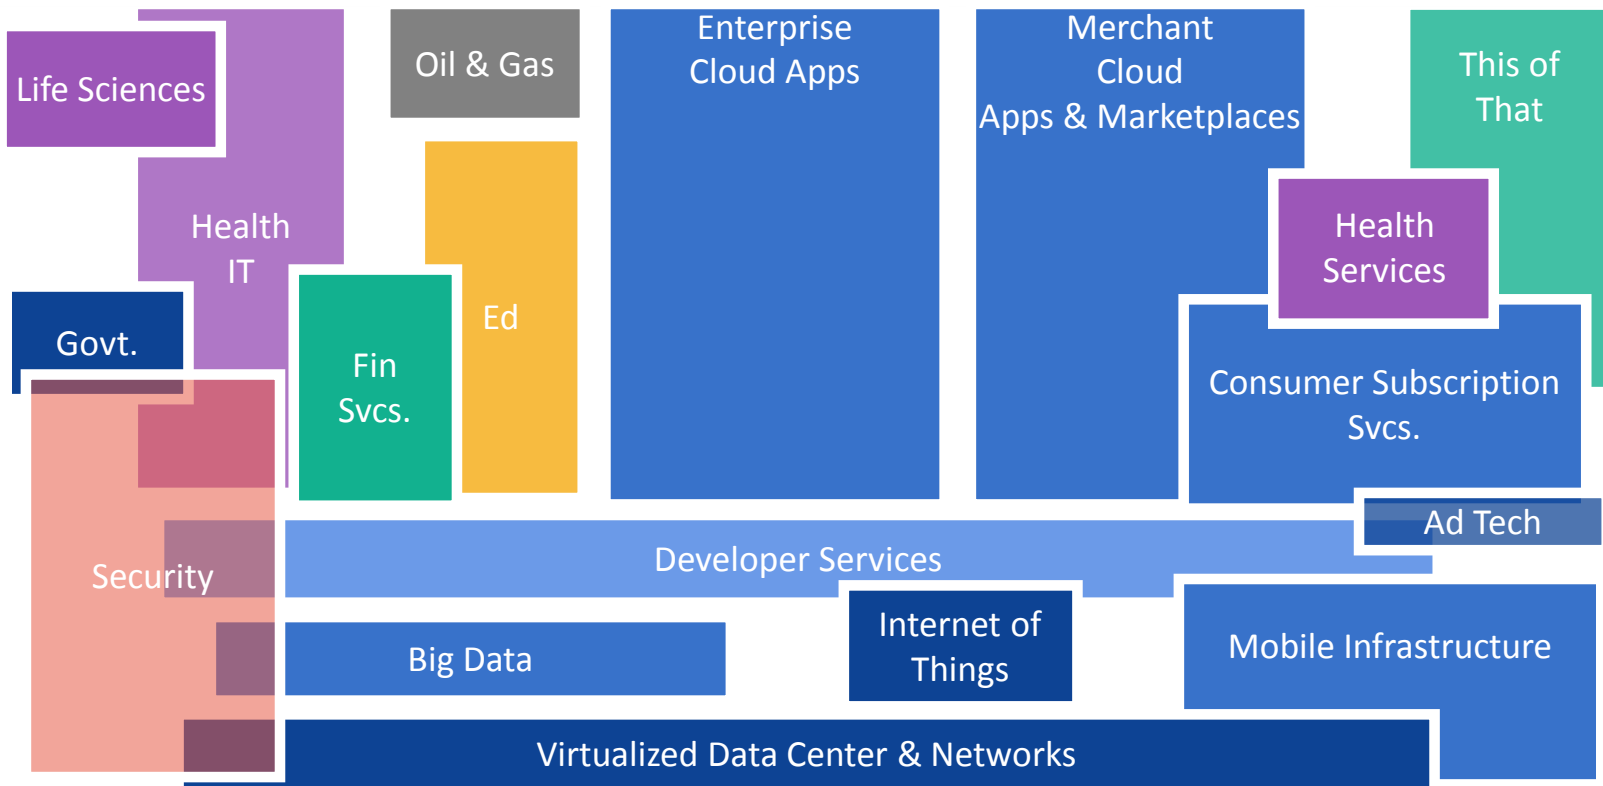 Life Sciences
Oil & Gas
Enterprise
Cloud Apps
Merchant
Cloud
Apps & Marketplaces
This of
That
Health
IT
Health
Services
Govt.
Fin
Svcs.
Ed
Consumer Subscription
Svcs.
Ad Tech
Security
Developer Services
Big Data
Internet of
Things
Mobile Infrastructure
Virtualized Data Center & Networks